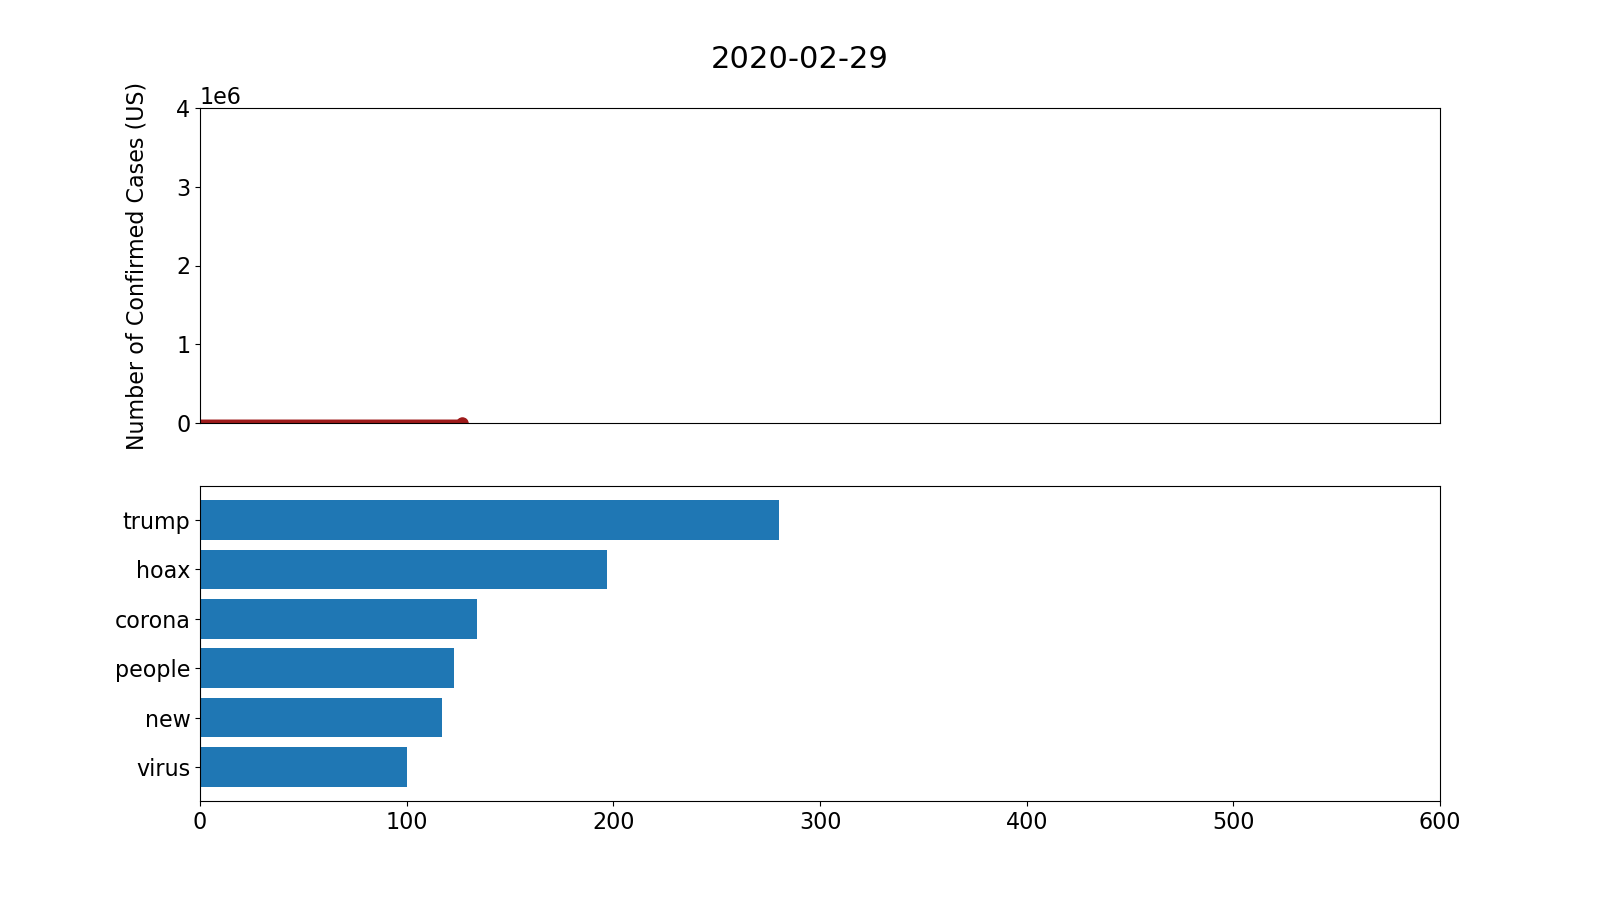 2020-02-29
1e6
Number of Confirmed Cases (US)
4
3
2
1
0
trump
hoax
corona
people
new
virus
0 100 200 300 400 500 600